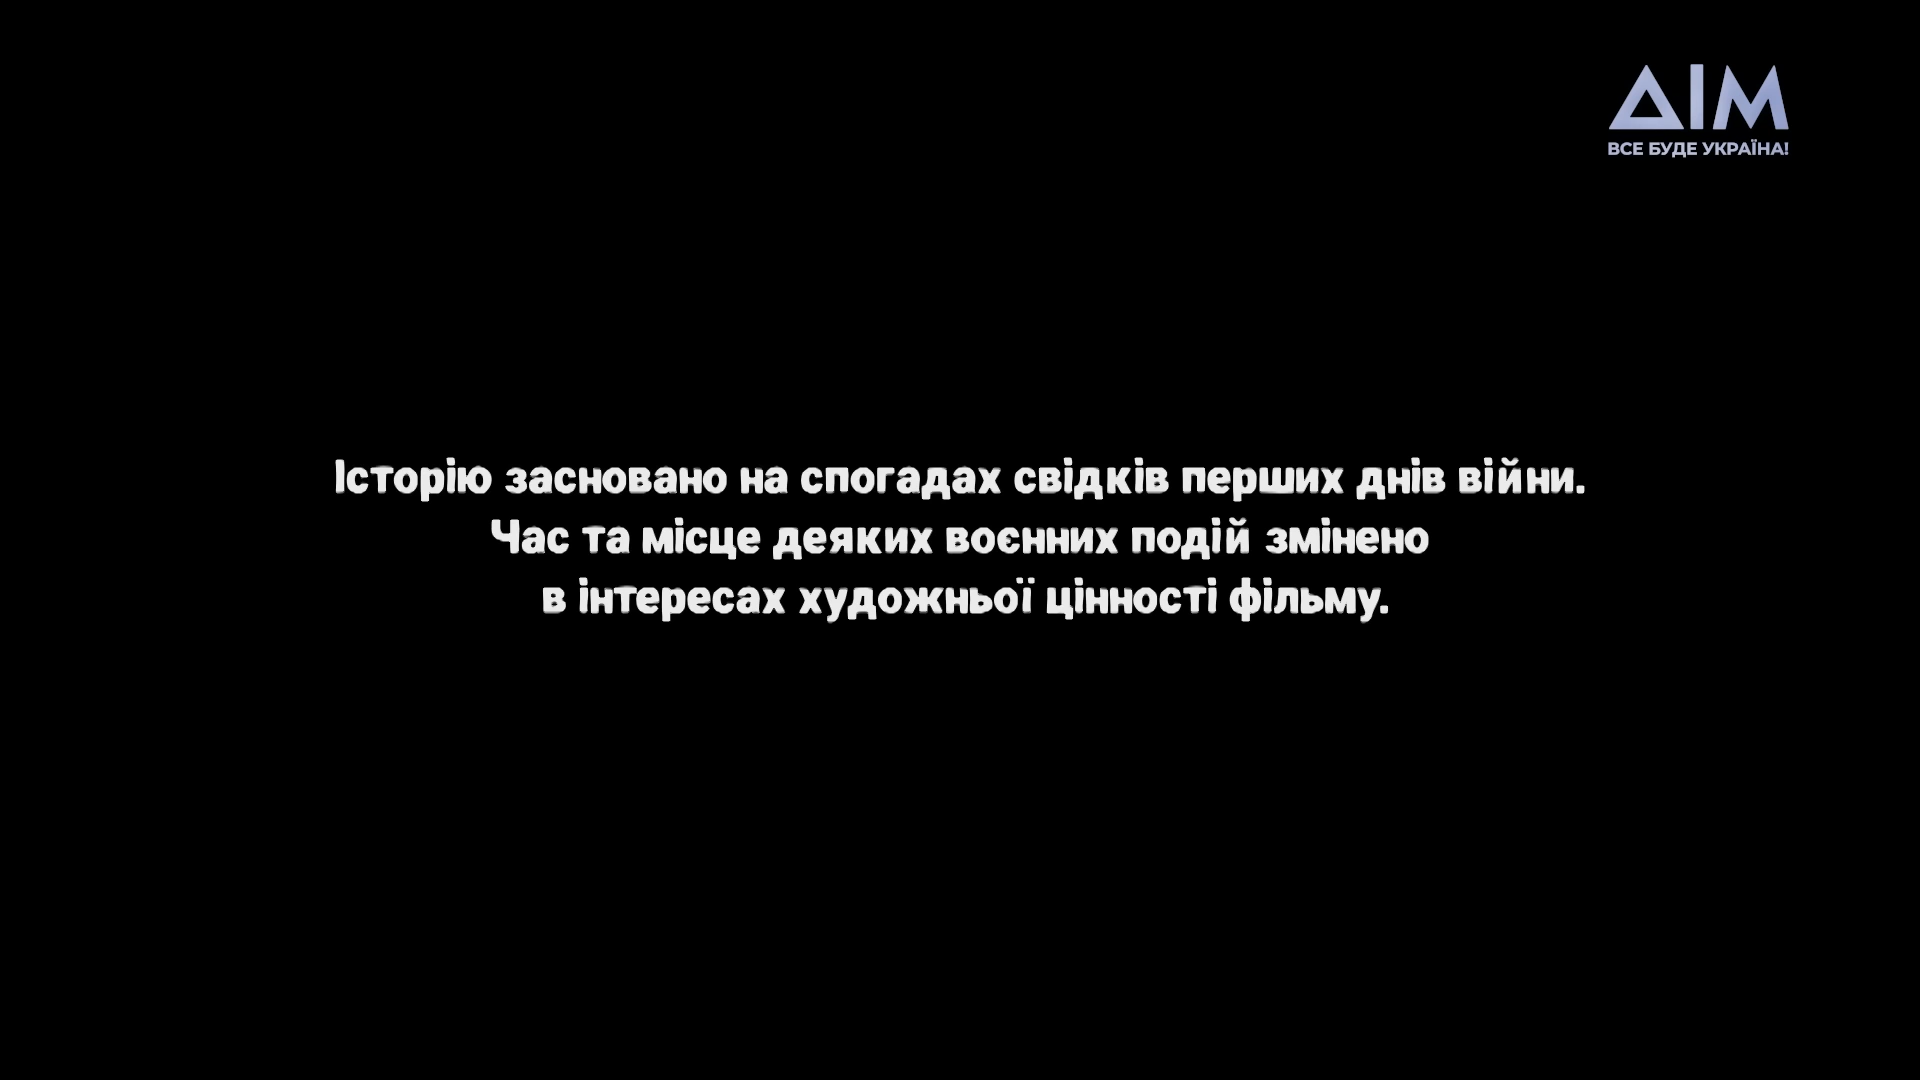 ДІМ
ВСЕ БУДЕ УКРАЇНА!
Історію засновано на спогадах свідків перших днів війни.
Час та місце деяких воєнних подій змінено
в інтересах художньої цінності фільму.